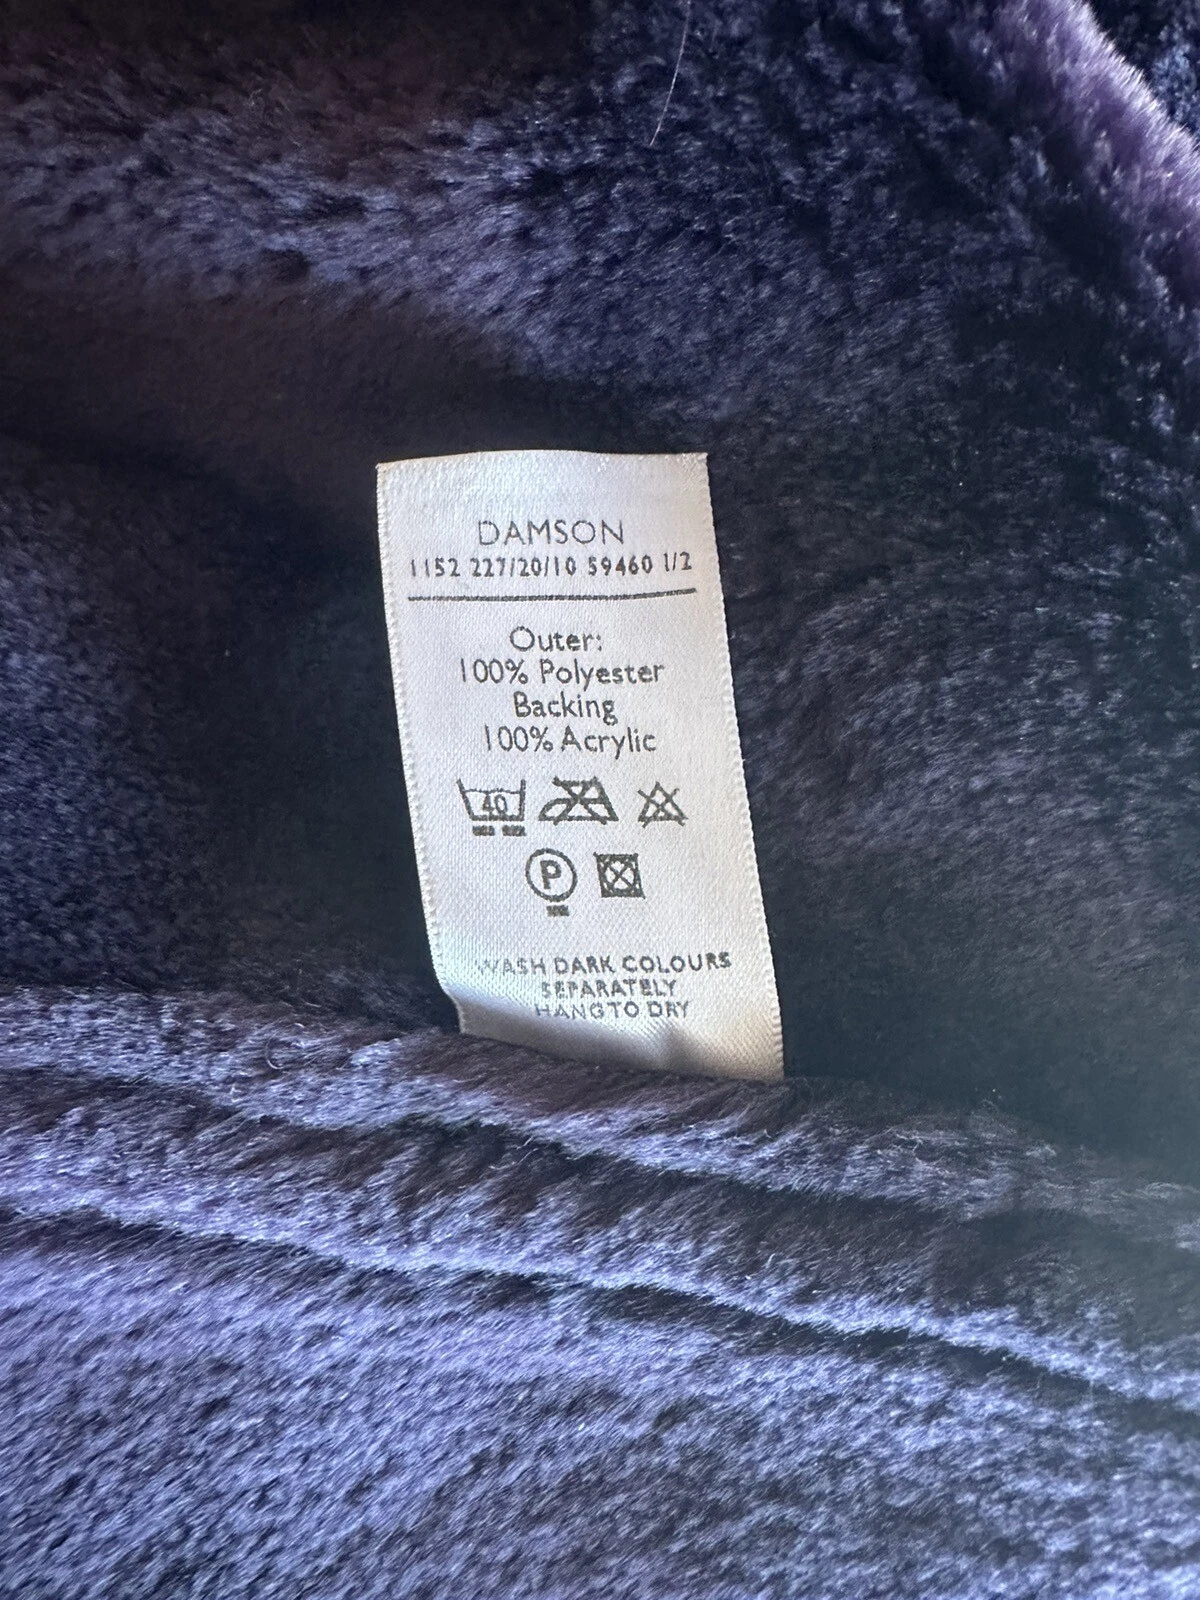 DAMSON
1152 227/20/10 59460 1/2
Outer:
100% Polyester
Backing
100% Acrylic
40
P
WASH DARK COLOURS
SEPARATELY
HANG TO DRY